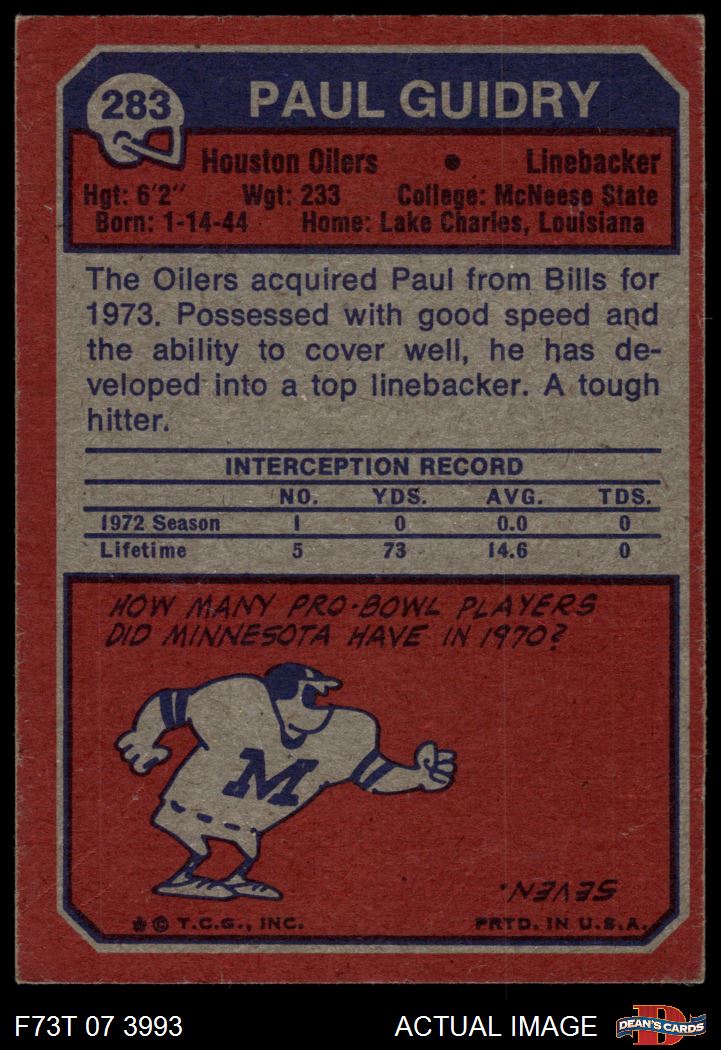 283
PAUL GUIDRY
Houston Oilers • Linebacker
Hgt: 6'2" Wgt: 233 College: McNeese State
Born: 1-14-44 Home: Lake Charles, Louisiana
The Oilers acquired Paul from Bills for
1973. Possessed with good speed and
the ability to cover well, he has de-
veloped into a top linebacker. A tough
hitter.
INTERCEPTION RECORD
NO. YDS. AVG. TDS.
1972 Season 1 0 0.0 0
Lifetime 5 73 14.6 0
HOW MANY PRO-BOWL PLAYERS
DID MINNESOTA HAVE IN 1970?
M
SEVEN.
© T.C.G., INC. PRTD. IN U.S.A.
F73T 07 3993 ACTUAL IMAGE D DEAN'S CARDS